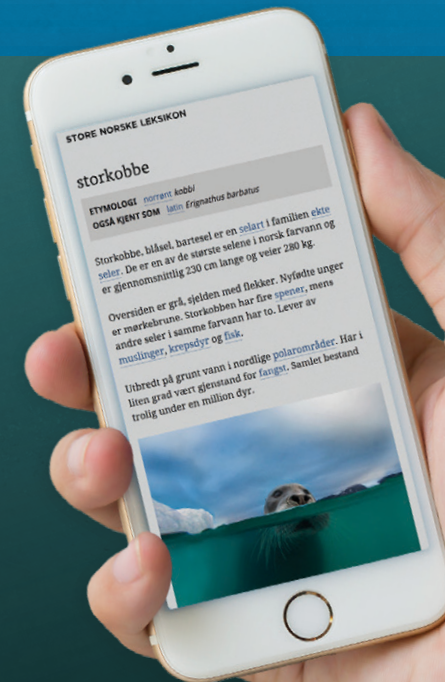 STORE NORSKE LEKSIKON
storkobbe
ETYMOLOGI norrønt kobbi
OGSÅ KJENT SOM latin Erignathus barbatus
Storkobbe, blåsel, bartesel er en selart i familien ekte
seler. De er en av de største selene i norsk farvann og
er gjennomsnittlig 230 cm lange og veier 280 kg.
Oversiden er grå, sjelden med flekker. Nyfødte unger
er mørkebrune. Storkobben har fire spener, mens
andre seler i samme farvann har to. Lever av
muslinger, krepsdyr og fisk.
Utbredt på grunt vann i nordlige polarområder. Har i
liten grad vært gjenstand for fangst. Samlet bestand
trolig under en million dyr.